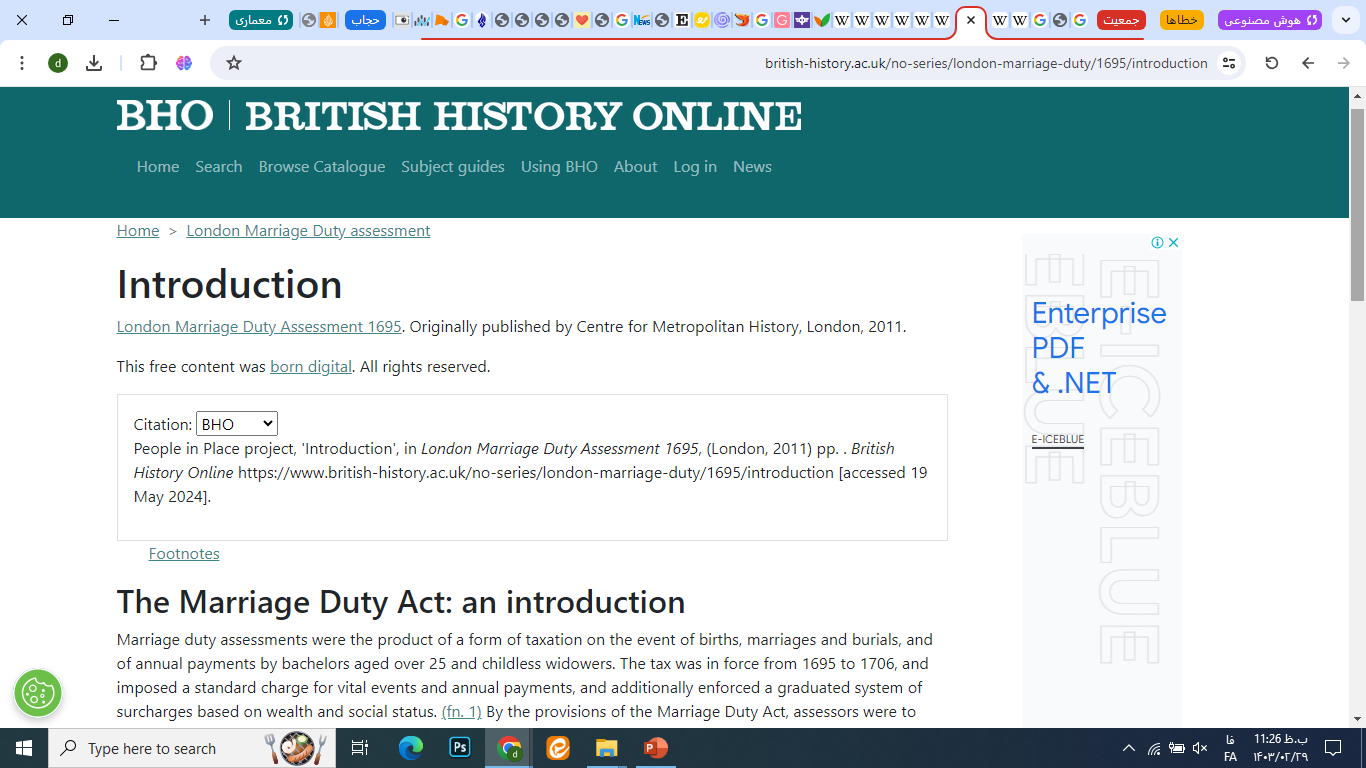 معماری
حجاب
جمعیت
خطاها
هوش مصنوعی
british-history.ac.uk/no-series/london-marriage-duty/1695/introduction
BHO | BRITISH HISTORY ONLINE
Home Search Browse Catalogue Subject guides Using BHO About Log in News
Home > London Marriage Duty assessment
Introduction
London Marriage Duty Assessment 1695. Originally published by Centre for Metropolitan History, London, 2011.
This free content was born digital. All rights reserved.
Citation: BHO
People in Place project, 'Introduction', in London Marriage Duty Assessment 1695, (London, 2011) pp. . British
History Online https://www.british-history.ac.uk/no-series/london-marriage-duty/1695/introduction [accessed 19
May 2024].
Footnotes
The Marriage Duty Act: an introduction
Marriage duty assessments were the product of a form of taxation on the event of births, marriages and burials, and
of annual payments by bachelors aged over 25 and childless widowers. The tax was in force from 1695 to 1706, and
imposed a standard charge for vital events and annual payments, and additionally enforced a graduated system of
surcharges based on wealth and social status. (fn. 1) By the provisions of the Marriage Duty Act, assessors were to
E-ICEBLUE
E-ICEBLUE
Enterprise
PDF
& .NET
E-ICEBLUE
Type here to search
فا
FA
11:26 ب.ظ
۱۴۰۳/۰۲/۲۹